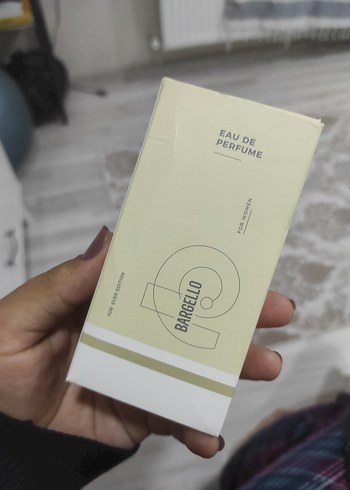 EAU DE
PERFUME
FOR WOMEN
BARGELLO
FOR EVER EDITION